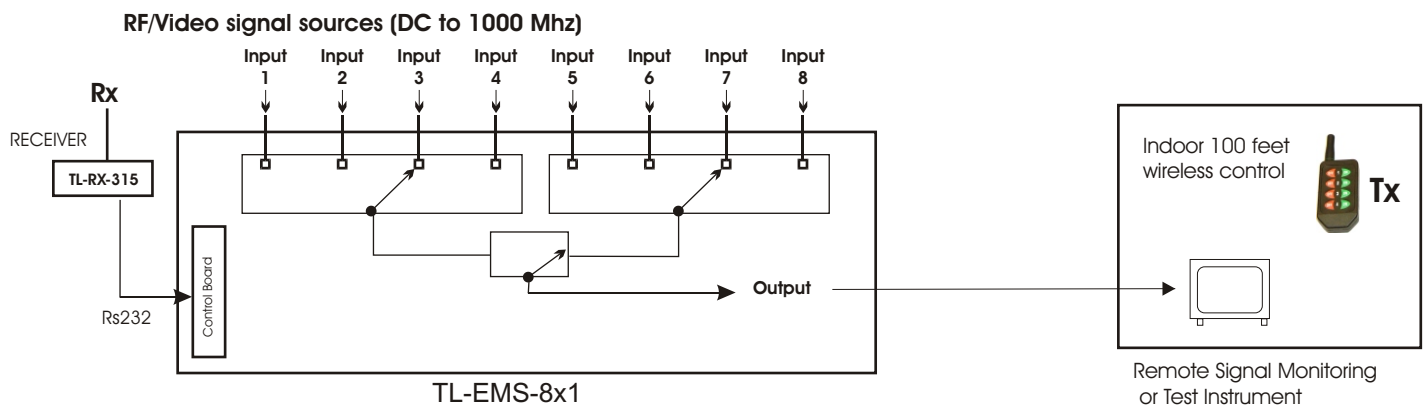 RF/Video signal sources (DC to 1000 Mhz)
Input 1
Input 2
Input 3
Input 4
Input 5
Input 6
Input 7
Input 8
Rx
RECEIVER
TL-RX-315
Rs232
Control Board
Output
TL-EMS-8x1
Indoor 100 feet
wireless control
Tx
Remote Signal Monitoring
or Test Instrument